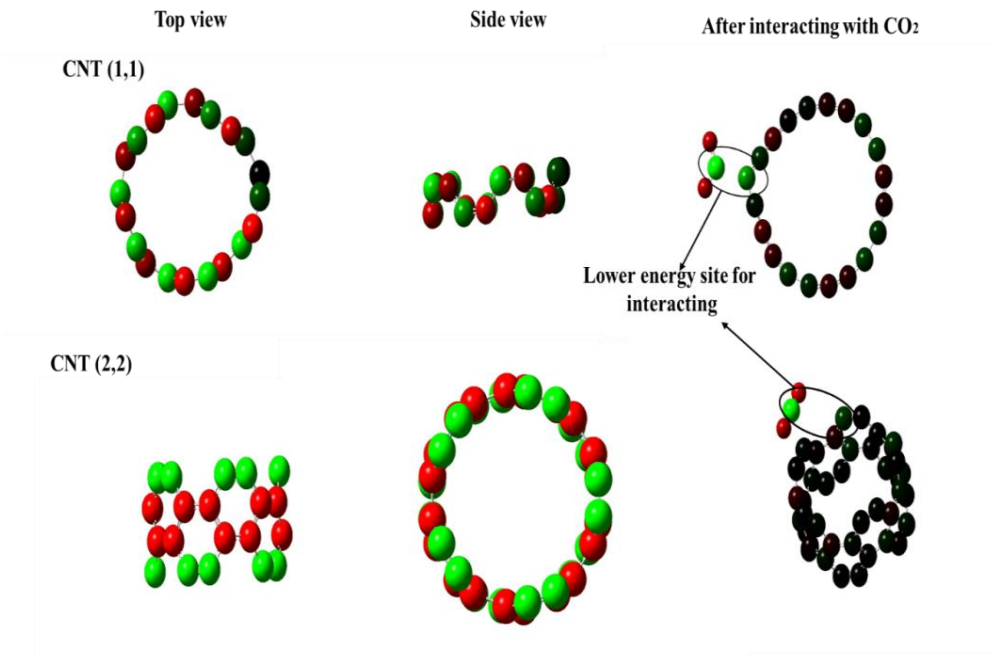 Top view
Side view
After interacting with CO2
CNT (1,1)
Lower energy site for
interacting
CNT (2,2)